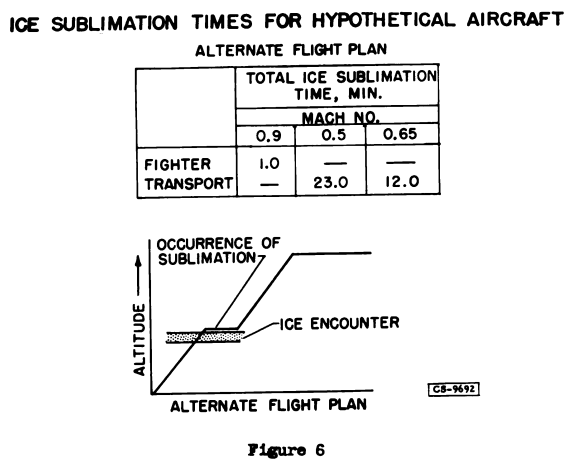 ICE SUBLIMATION TIMES FOR HYPOTHETICAL AIRCRAFT
ALTERNATE FLIGHT PLAN
TOTAL ICE SUBLIMATION
TIME, MIN.
MACH NO.
0.9 0.5 0.65
FIGHTER 1.0 — —
TRANSPORT — 23.0 12.0
OCCURRENCE OF
SUBLIMATION
ICE ENCOUNTER
ALTITUDE
ALTERNATE FLIGHT PLAN
CS-9692
Figure 6